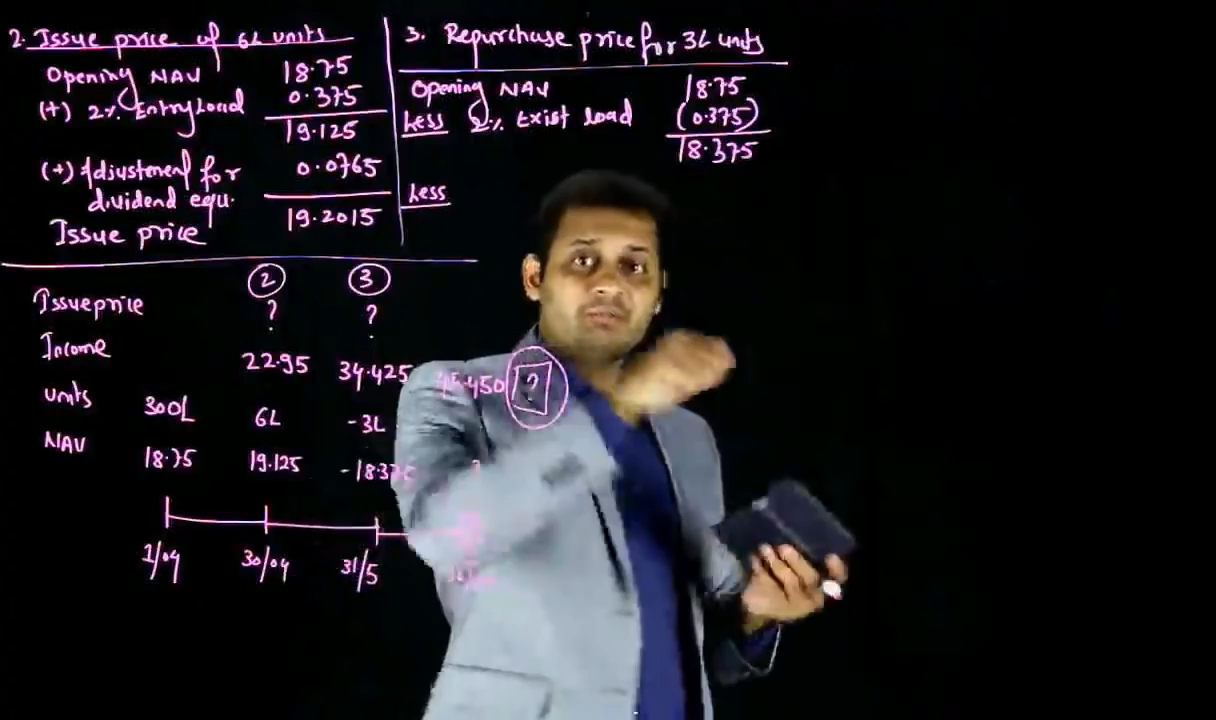 2. Issue price of 6L units
Opening NAV 18.75
(+) 2% Entry Load 0.375
19.125
(+) Adjustement for 0.0765
dividend equ.
Issue price 19.2015
3. Repurchase price for 3L units
Opening NAV 18.75
Less 2% Exist load (0.375)
18.375
Less
2 3
Issue price ? ?
Income 22.95 34.425 45.450 ?
units 300L 6L -3L
NAV 18.75 19.125 -18.375 ?
1/04 30/04 31/5